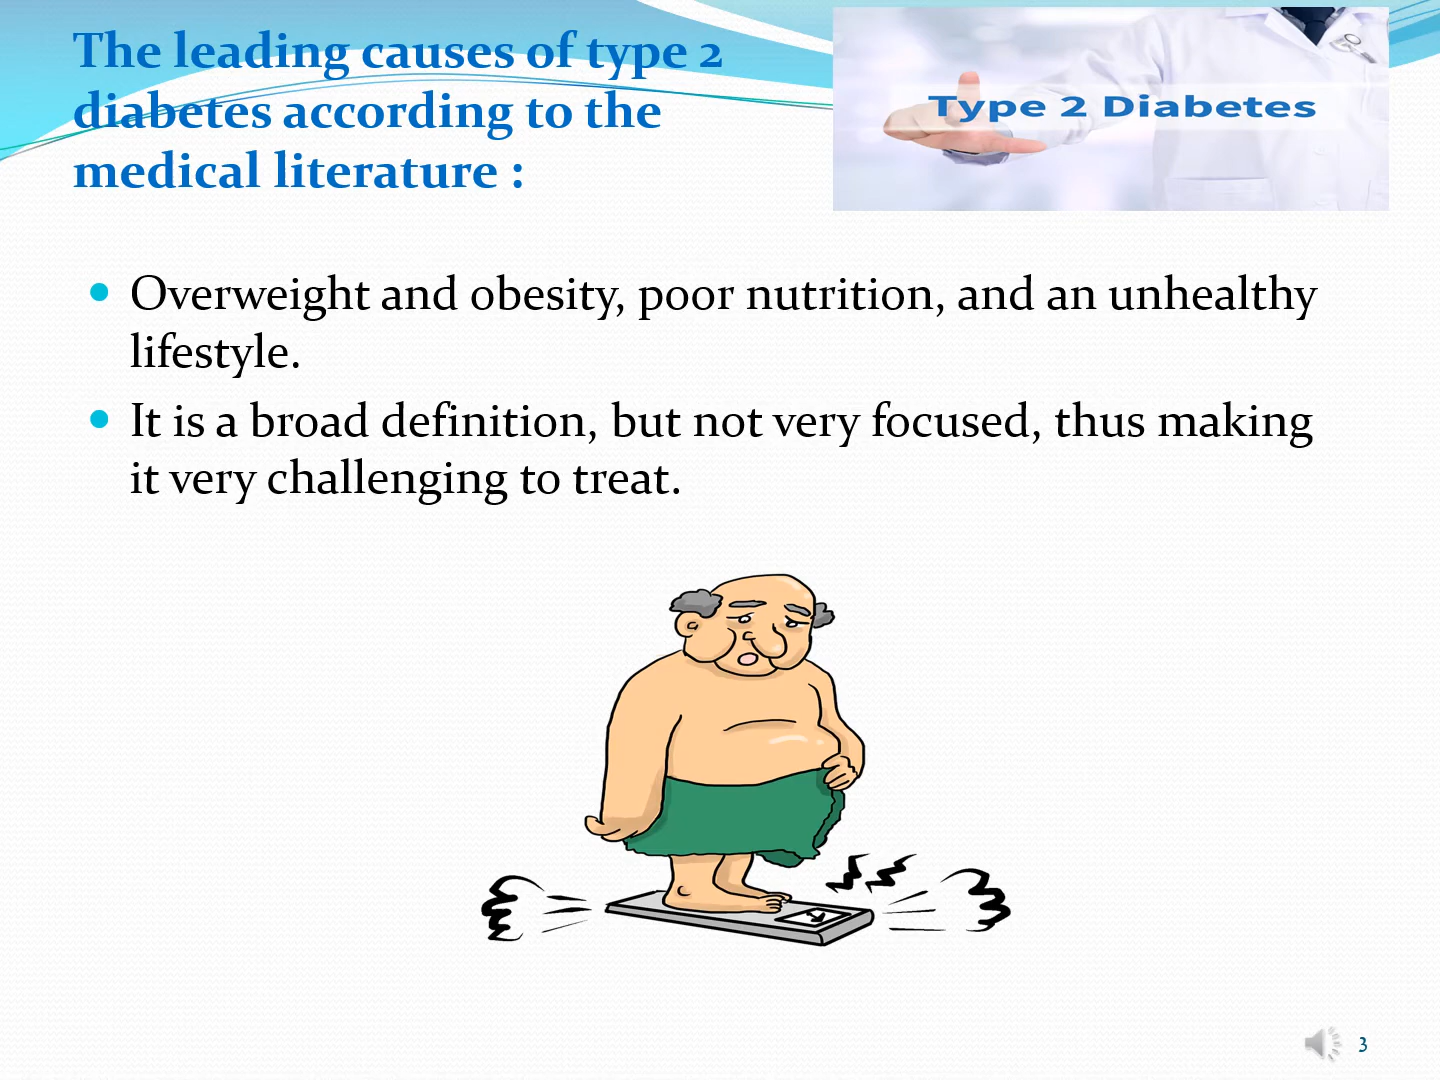 The leading causes of type 2
diabetes according to the
medical literature :
Type 2 Diabetes
Overweight and obesity, poor nutrition, and an unhealthy
lifestyle.
It is a broad definition, but not very focused, thus making
it very challenging to treat.
3